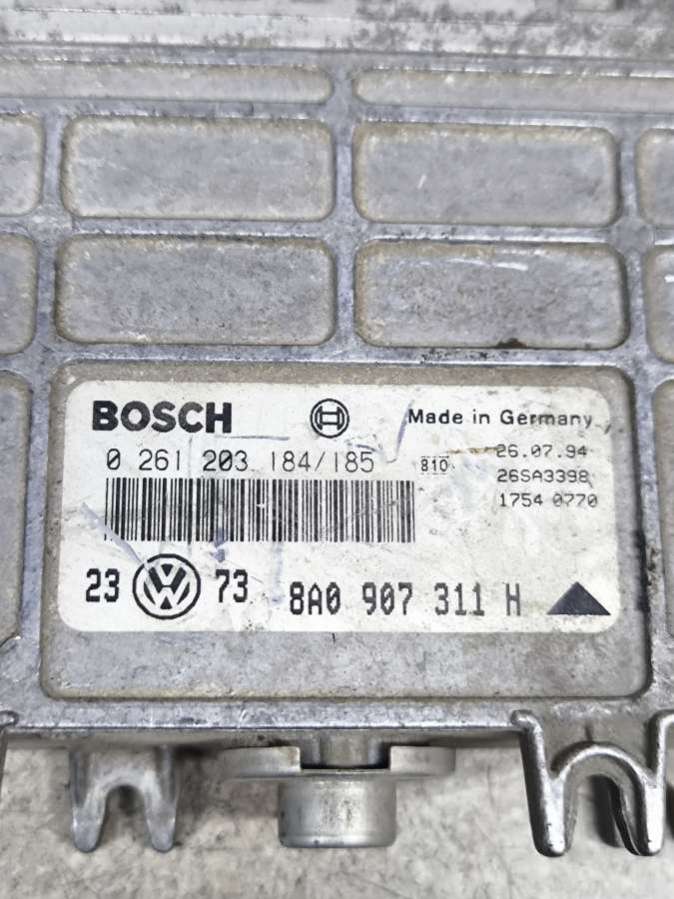 BOSCH Made in Germany
0 261 203 184/185 810 26.07.94
26SA3398
1754 0770
23 VW 73 8A0 907 311 H